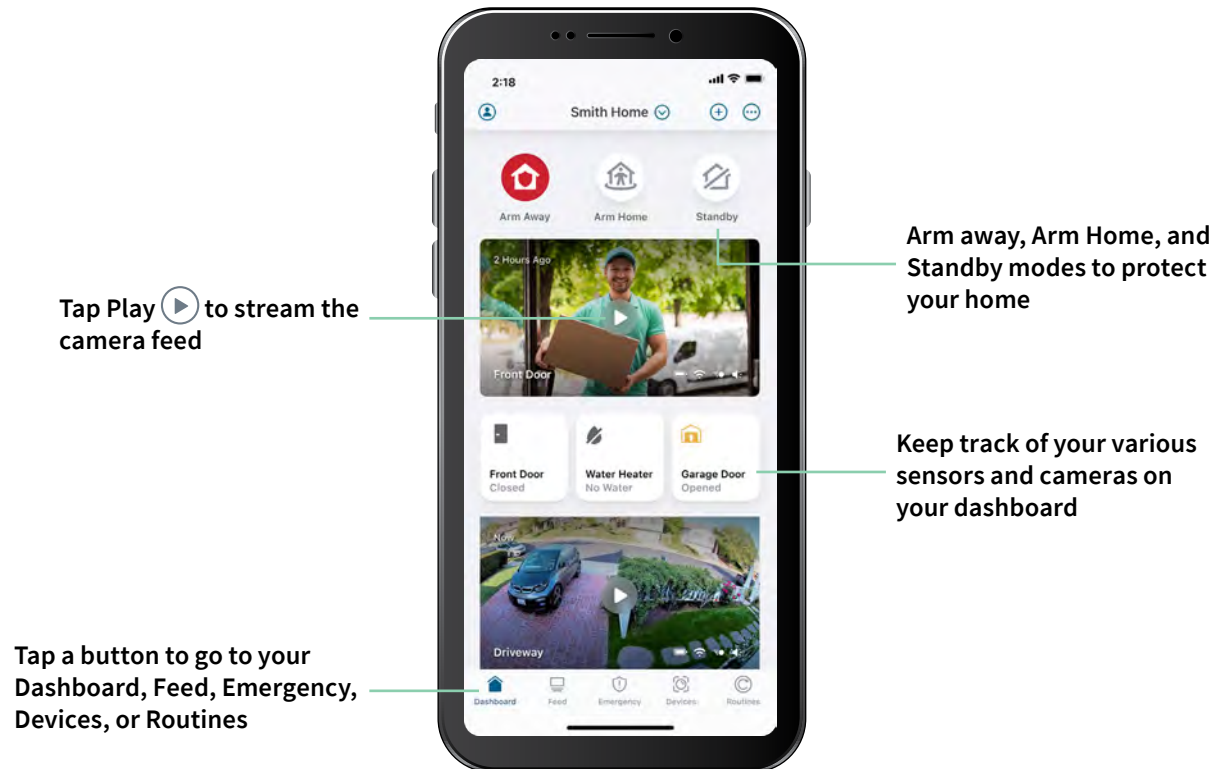 2:18
Smith Home
Arm Away
Arm Home
Standby
Arm away, Arm Home, and
Standby modes to protect
your home
2 Hours Ago
Tap Play to stream the
camera feed
Front Door
Front Door
Closed
Water Heater
No Water
Garage Door
Opened
Keep track of your various
sensors and cameras on
your dashboard
Now
Driveway
Tap a button to go to your
Dashboard, Feed, Emergency,
Devices, or Routines
Dashboard
Feed
Emergency
Devices
Routines